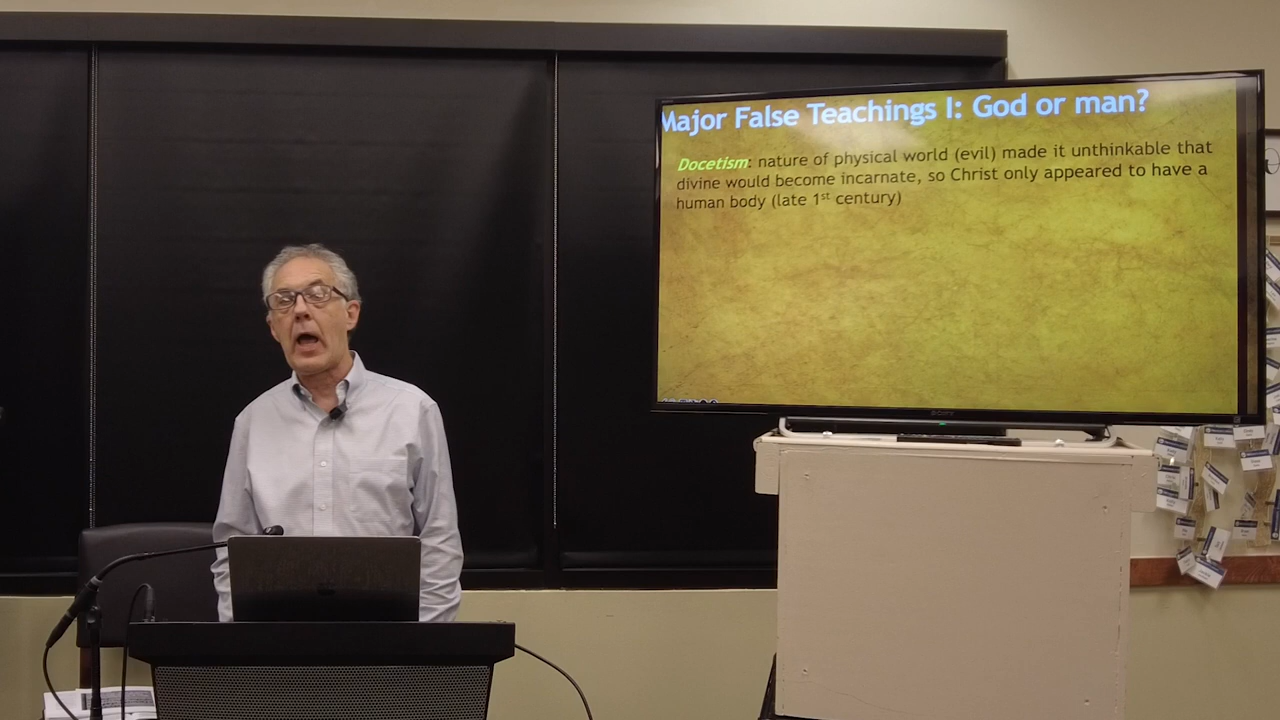 Major False Teachings I: God or man?
Docetism: nature of physical world (evil) made it unthinkable that
divine would become incarnate, so Christ only appeared to have a
human body (late 1st century)
SONY